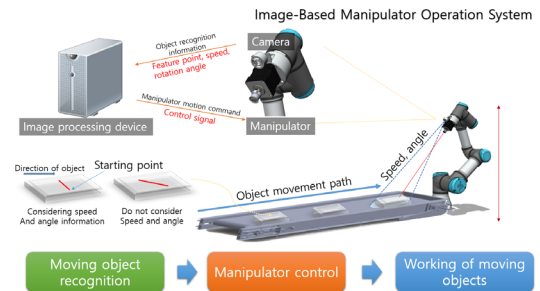 Image-Based Manipulator Operation System
Object recognition
information
Feature point, speed,
rotation angle
Camera
Manipulator motion command
Control signal
Image processing device
Manipulator
Direction of object
Starting point
Considering speed
And angle information
Do not consider
Speed and angle
Object movement path
Speed, angle
Moving object
recognition
Manipulator control
Working of moving
objects